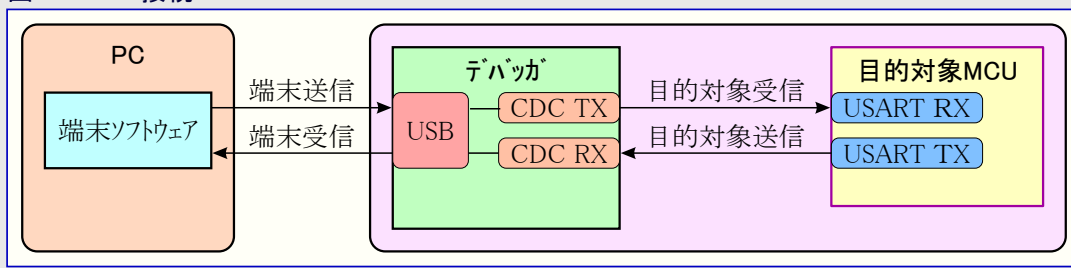 PC
端末ソフトウェア
端末送信
端末受信
デバッガ
USB
CDC TX
CDC RX
目的対象受信
目的対象送信
目的対象MCU
USART RX
USART TX